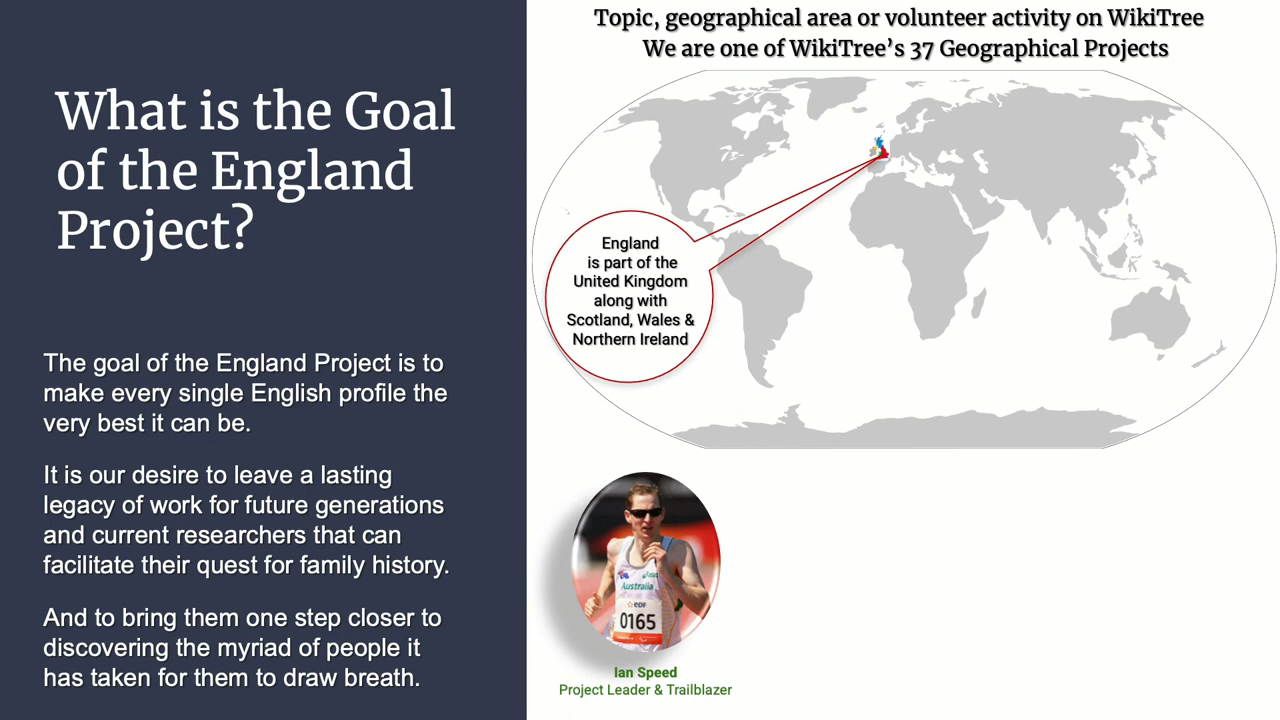 What is the Goal
of the England
Project?
The goal of the England Project is to
make every single English profile the
very best it can be.
It is our desire to leave a lasting
legacy of work for future generations
and current researchers that can
facilitate their quest for family history.
And to bring them one step closer to
discovering the myriad of people it
has taken for them to draw breath.
Topic, geographical area or volunteer activity on WikiTree
We are one of WikiTree’s 37 Geographical Projects
England
is part of the
United Kingdom
along with
Scotland, Wales &
Northern Ireland
Australia
EDF
0165
Ian Speed
Project Leader & Trailblazer